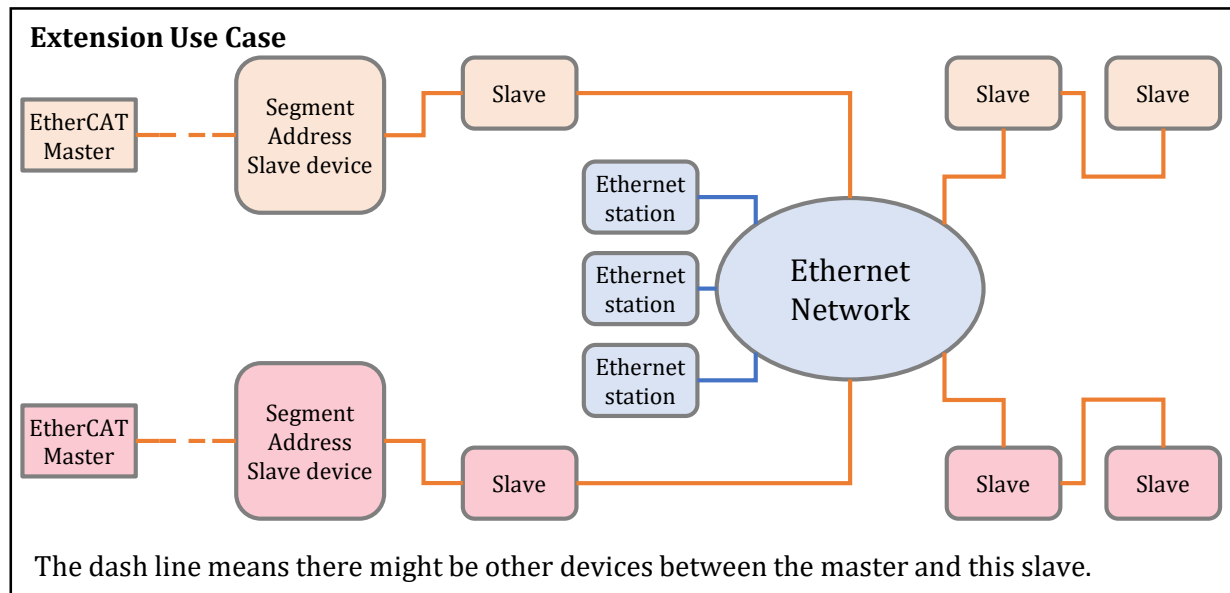 Extension Use Case
EtherCAT
Master
Segment
Address
Slave device
Slave
Slave
Slave
Ethernet
station
Ethernet
station
Ethernet
station
Ethernet
Network
EtherCAT
Master
Segment
Address
Slave device
Slave
Slave
Slave
The dash line means there might be other devices between the master and this slave.